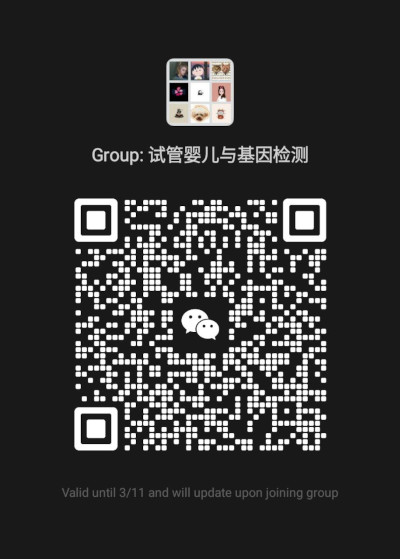 Group: 试管婴儿与基因检测
Valid until 3/11 and will update upon joining group